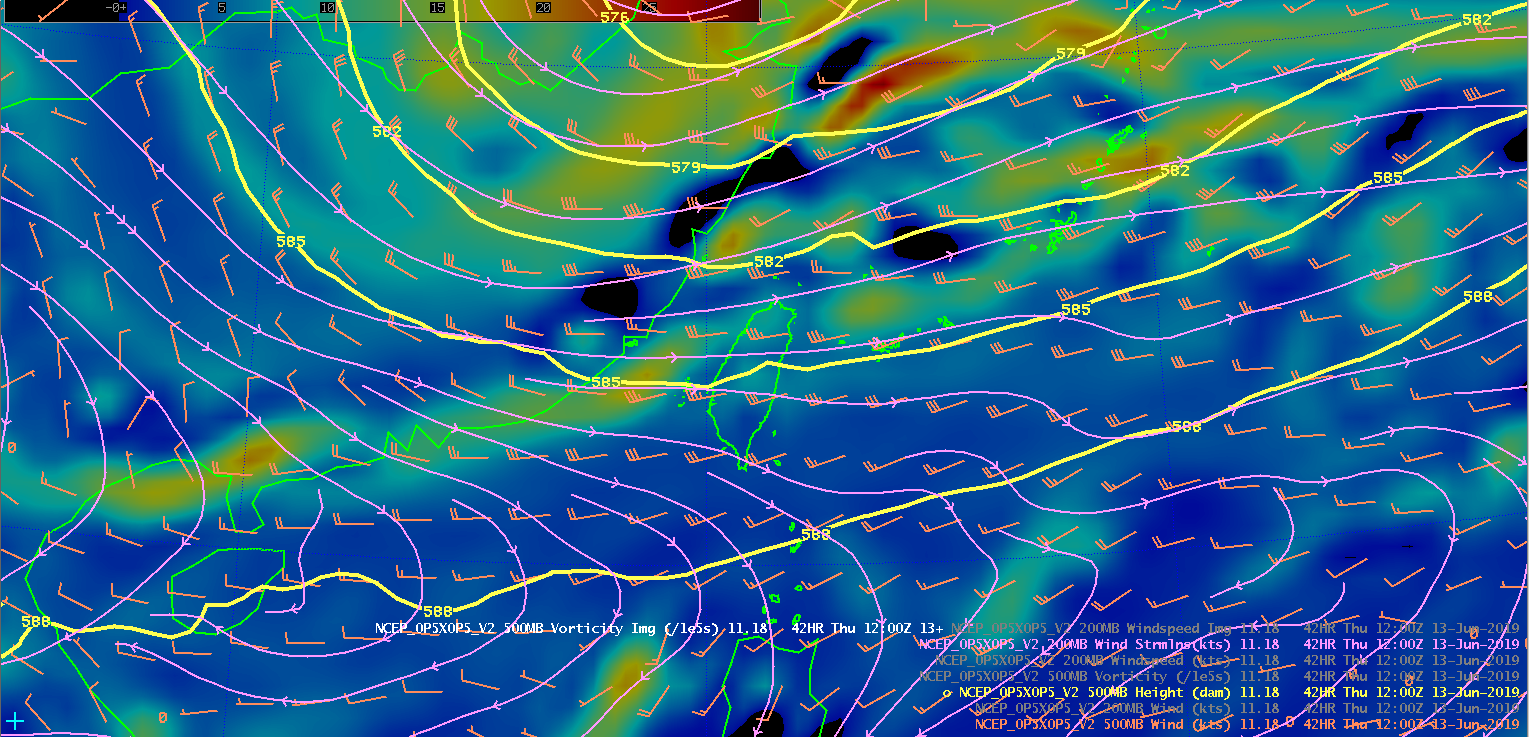 -0+ 5 10 15 20 25
576
582
579
582
579
582
585
585
582
585
588
585
585
588
0
588
588
588
NCEP_0P5X0P5_V2 500MB Vorticity Img (/1e5s) 11.18 42HR Thu 12:00Z 13+
NCEP_0P5X0P5_V2 200MB Windspeed Img 11.18 42HR Thu 12:00Z 13-Jun-2019
NCEP_0P5X0P5_V2 200MB Wind Strmlns(kts) 11.18 42HR Thu 12:00Z 13-Jun-2019
NCEP_0P5X0P5_V2 200MB Windspeed (kts) 11.18 42HR Thu 12:00Z 13-Jun-2019
NCEP_0P5X0P5_V2 500MB Vorticity (/1e5s) 11.18 42HR Thu 12:00Z 13-Jun-2019
NCEP_0P5X0P5_V2 500MB Height (dam) 11.18 42HR Thu 12:00Z 13-Jun-2019
NCEP_0P5X0P5_V2 500MB Wind (kts) 11.18 42HR Thu 12:00Z 13-Jun-2019
0
NCEP_0P5X0P5_V2 500MB Wind (kts) 11.18 42HR Thu 12:00Z 13-Jun-2019